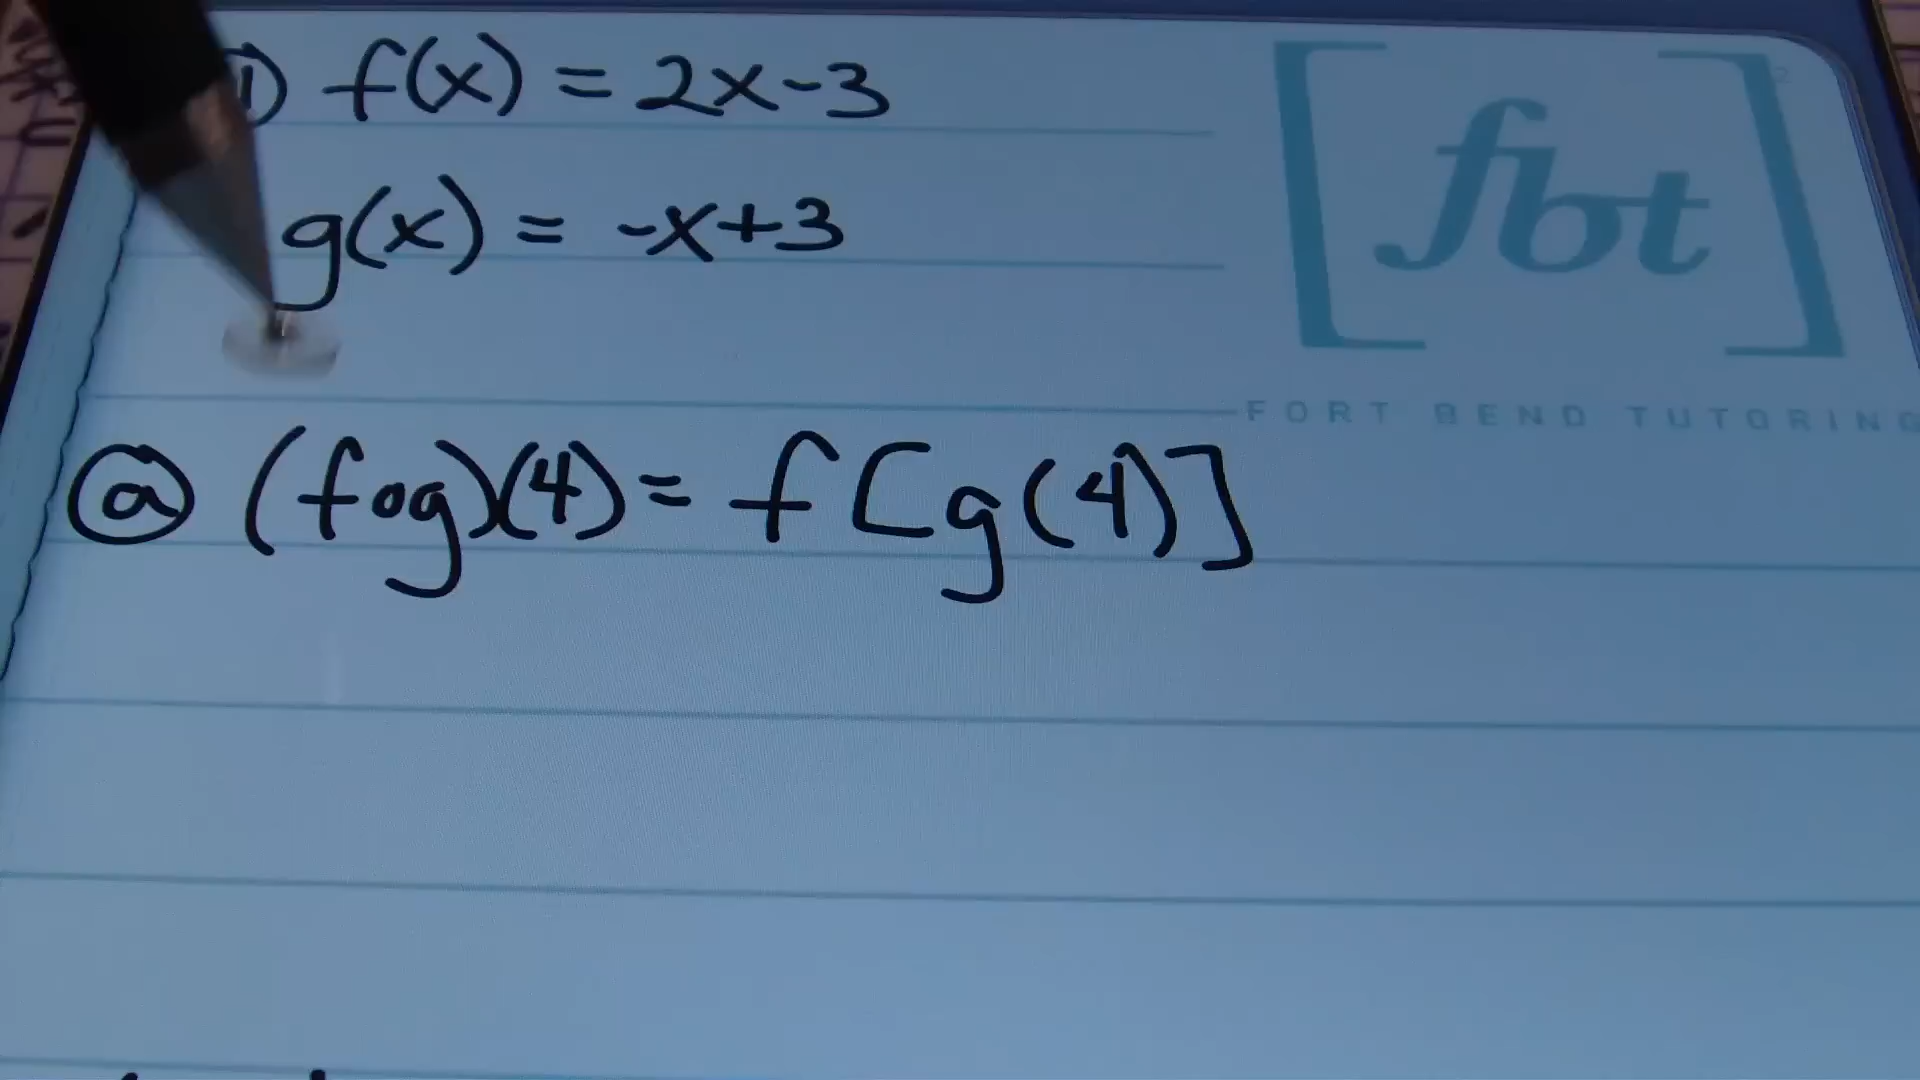 1) f(x) = 2x-3
g(x) = -x+3
fbt
FORT BEND TUTORING
a (fog)(4) = f[g(4)]